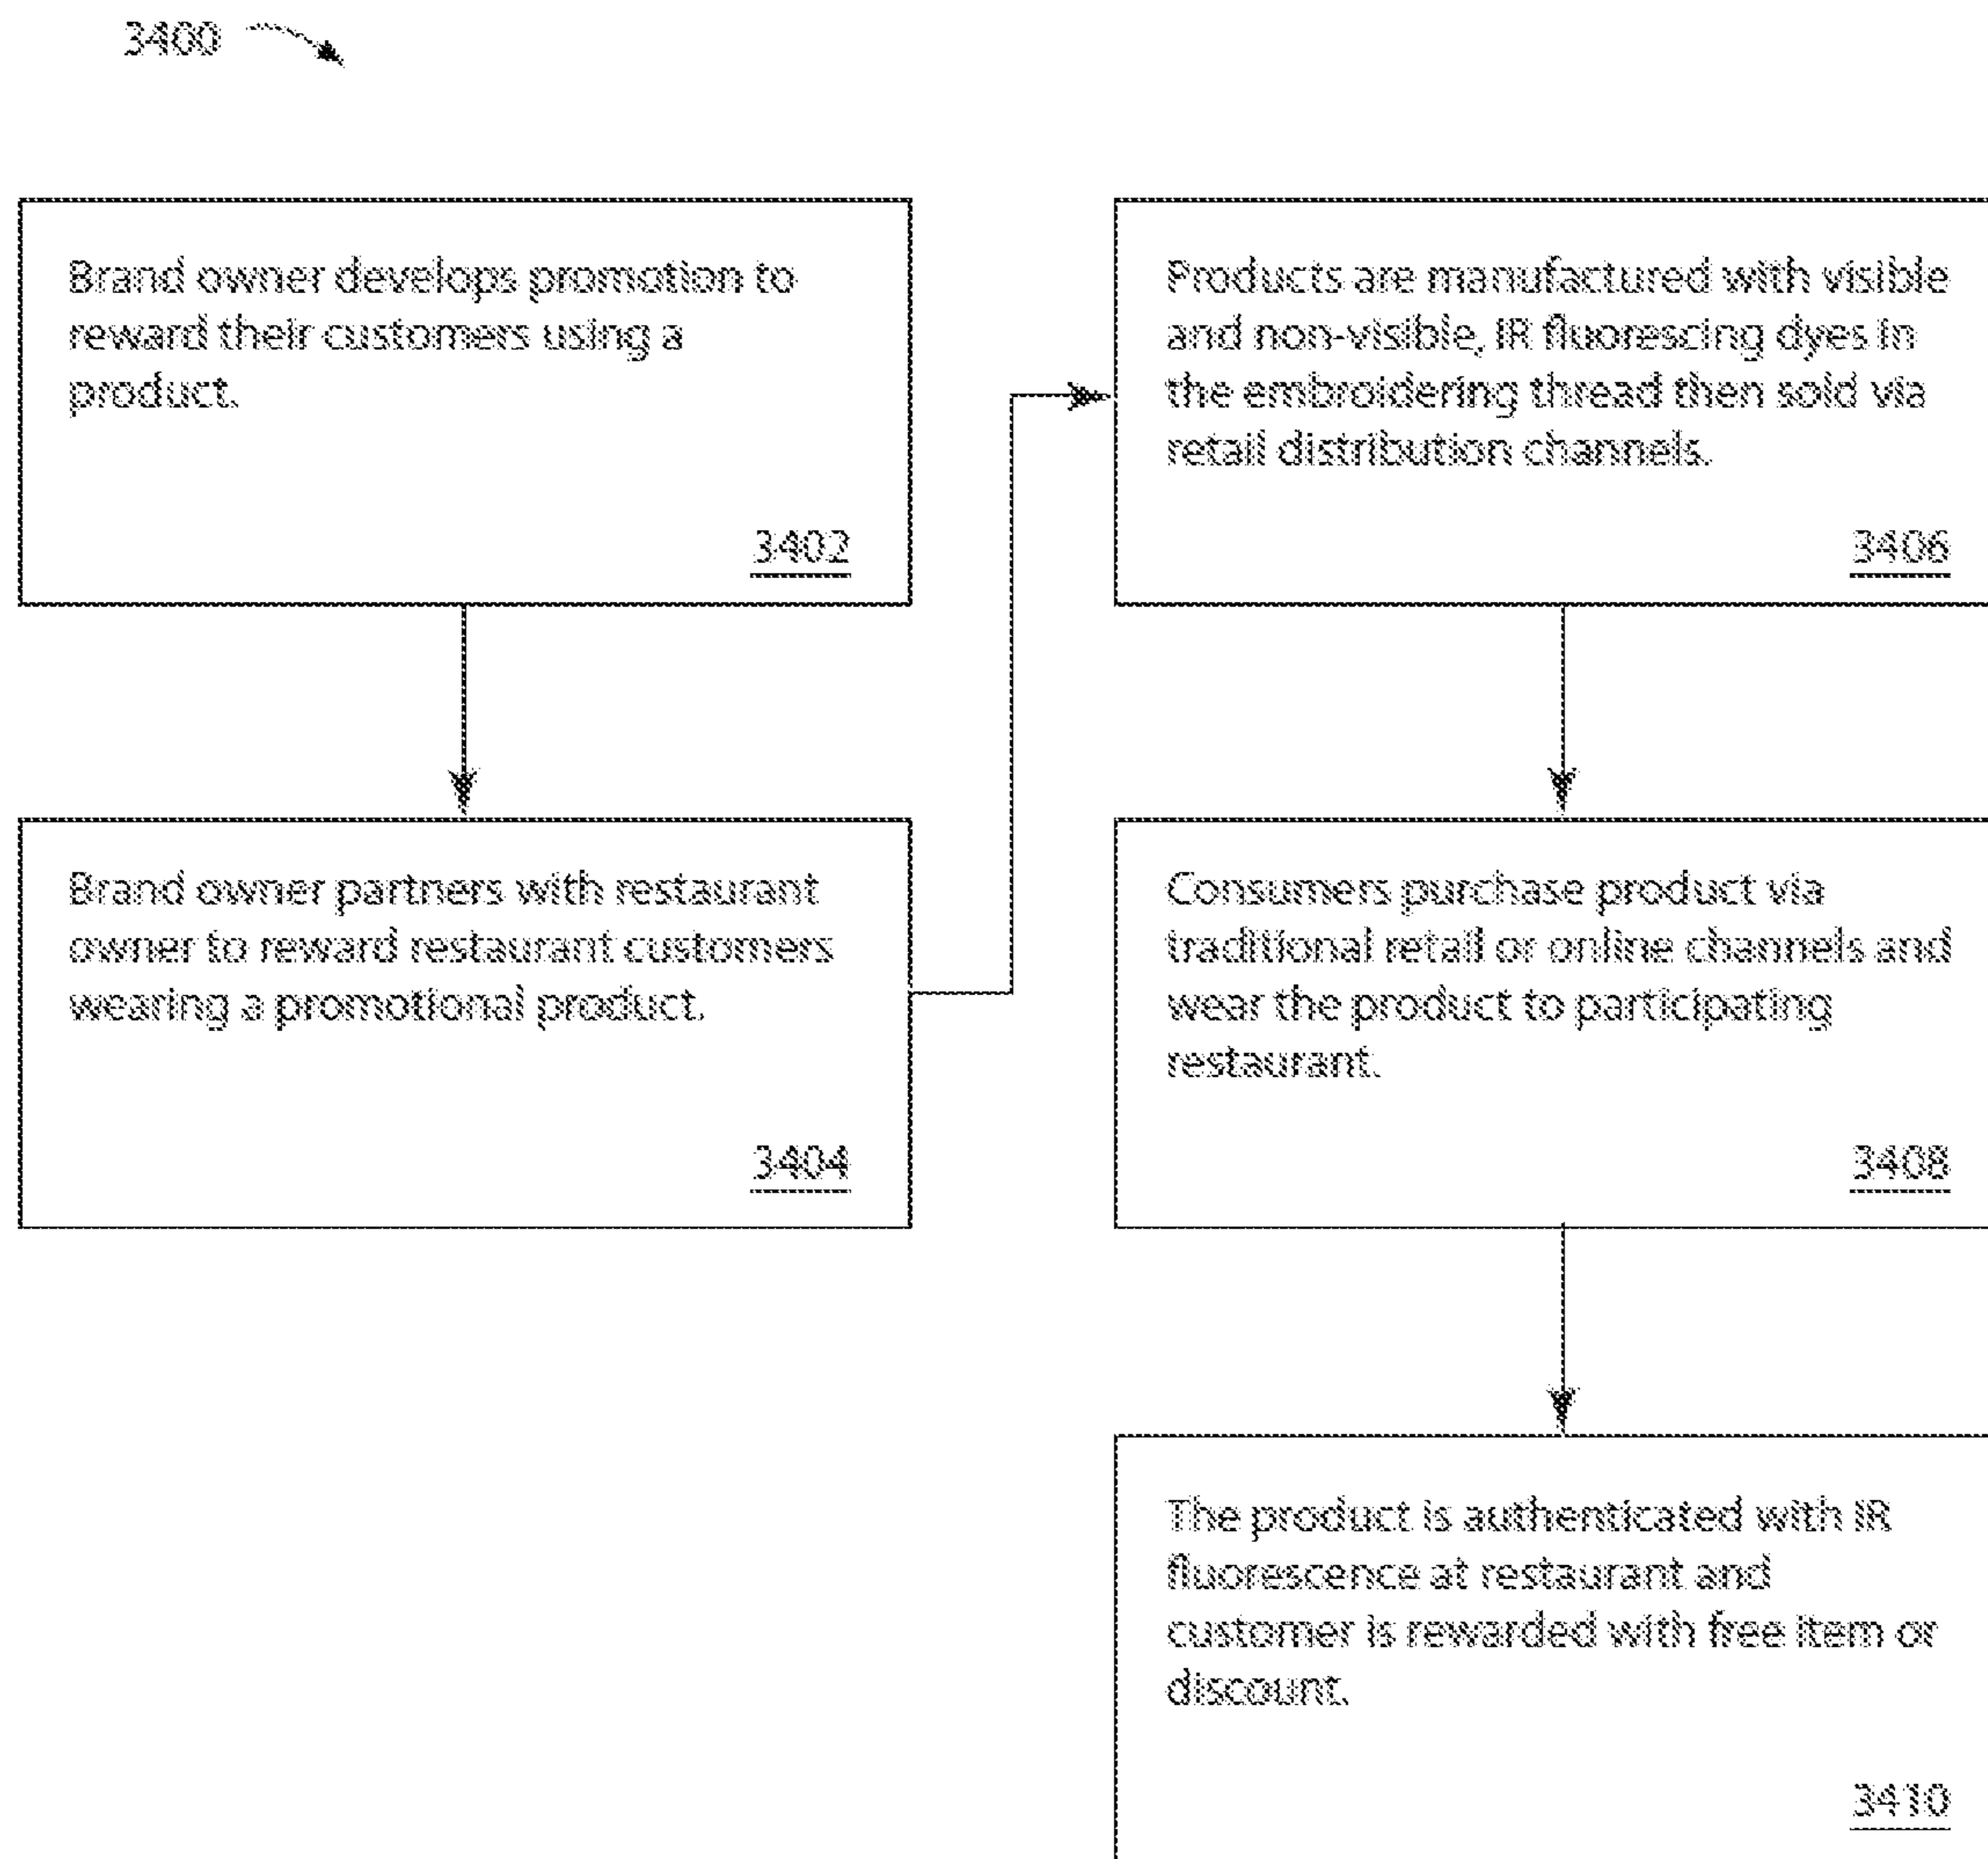 3400
Brand owner develops promotion to
reward their customers using a
product.
3402
Brand owner partners with restaurant
owner to reward restaurant customers
wearing a promotional product.
3404
Products are manufactured with visible
and non-visible, IR fluorescing dyes in
the embroidering thread then sold via
retail distribution channels.
3406
Consumers purchase product via
traditional retail or online channels and
wear the product to participating
restaurant.
3408
The product is authenticated with IR
fluorescence at restaurant and
customer is rewarded with free item or
discount.
3410